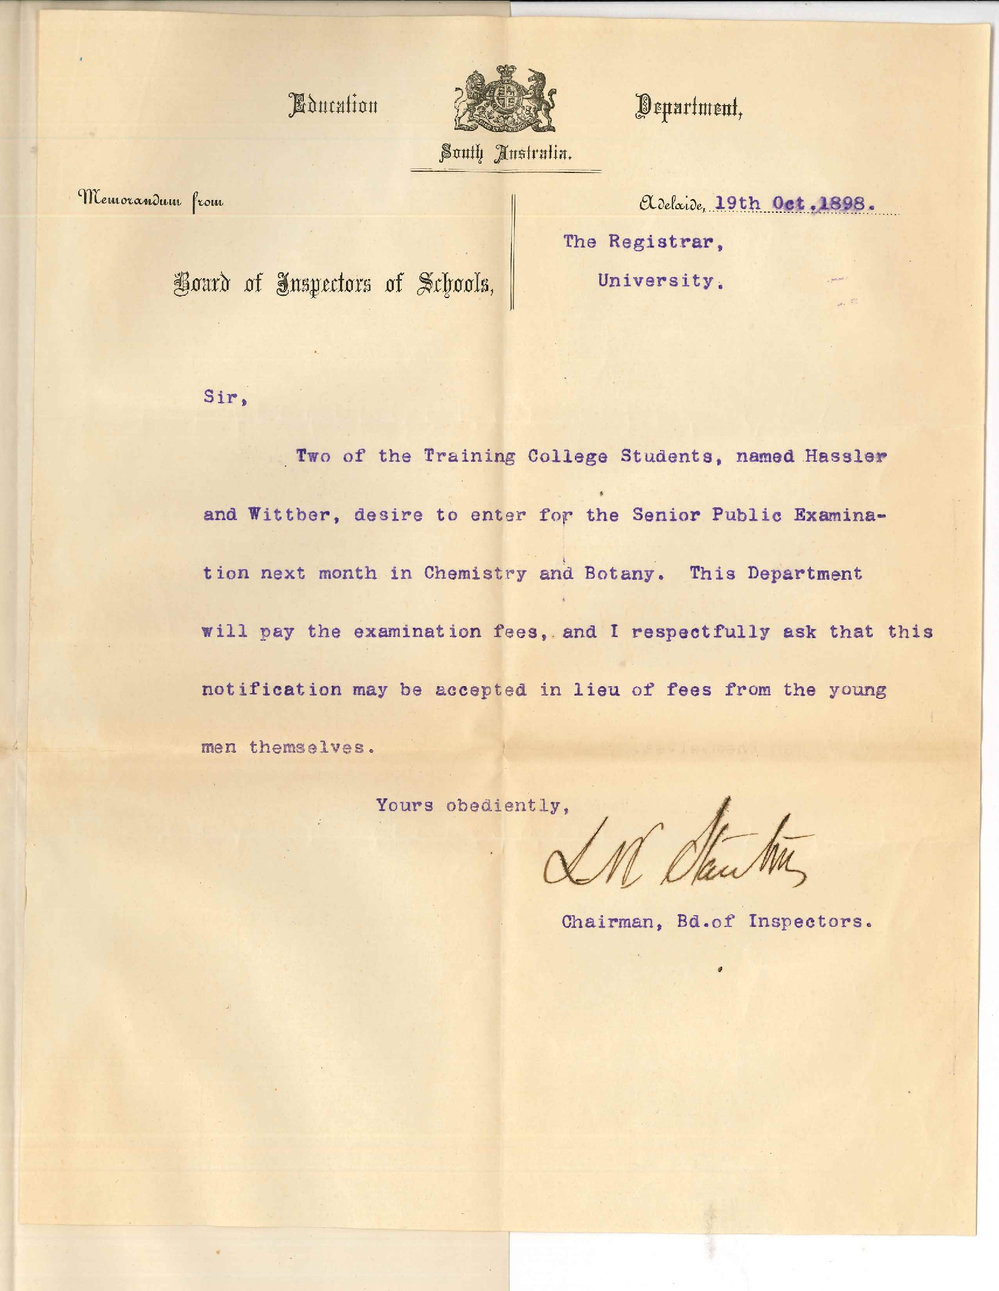 Education Department,
South Australia.
Memorandum from
Adelaide, 19th Oct.,1898.
The Registrar,
University.
Board of Inspectors of Schools,
Sir,
Two of the Training College Students, named Hassler
and Wittber, desire to enter for the Senior Public Examina-
tion next month in Chemistry and Botany. This Department
will pay the examination fees, and I respectfully ask that this
notification may be accepted in lieu of fees from the young
men themselves.
Yours obediently,
L W Stanton
Chairman, Bd.of Inspectors.